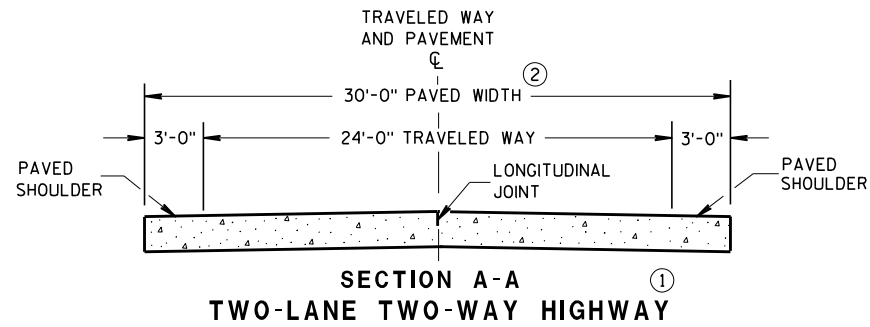 TRAVELED WAY
AND PAVEMENT
℄
30'-0" PAVED WIDTH ②
3'-0" 24'-0" TRAVELED WAY 3'-0"
PAVED
SHOULDER
LONGITUDINAL
JOINT
PAVED
SHOULDER
SECTION A-A ①
TWO-LANE TWO-WAY HIGHWAY